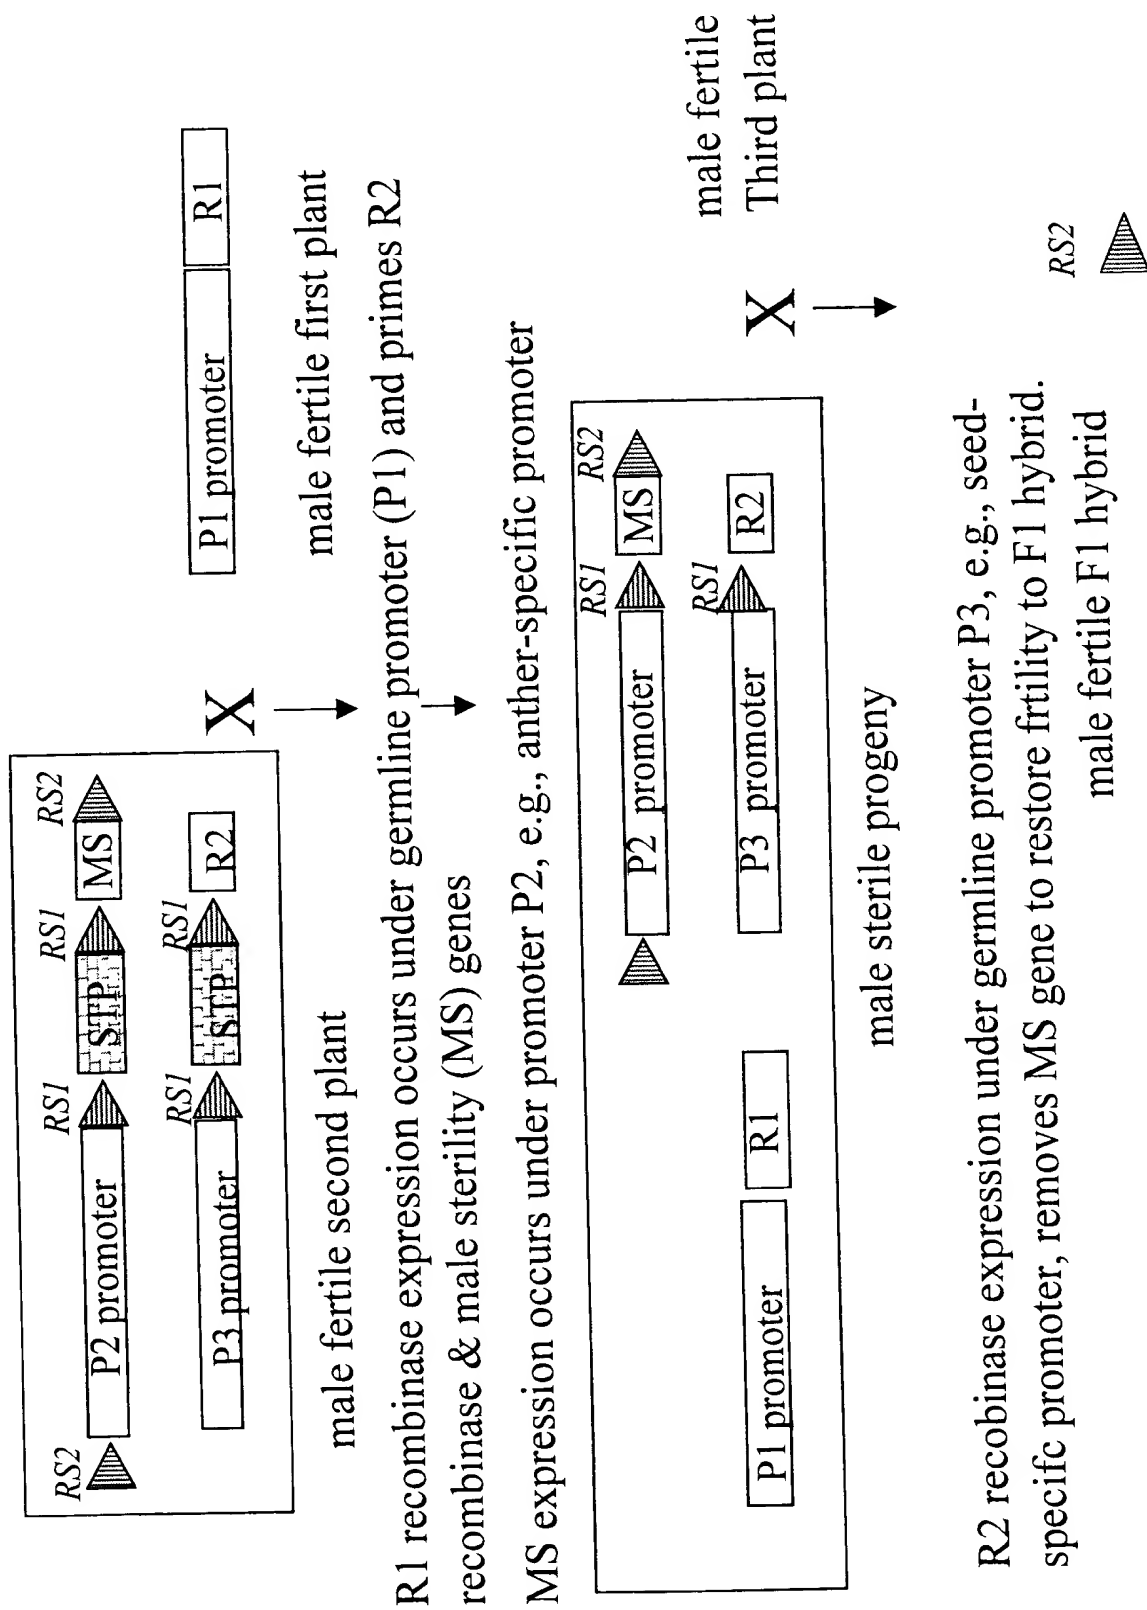 RS2 P2 promoter RS1 STP RS1 MS RS2
P3 promoter RS1 STP RS1 R2
male fertile second plant
X
P1 promoter R1
male fertile first plant
R1 recombinase expression occurs under germline promoter (P1) and primes R2
recombinase & male sterility (MS) genes
MS expression occurs under promoter P2, e.g., anther-specific promoter
P1 promoter R1
P2 promoter RS1 MS RS2
P3 promoter RS1 R2
male sterile progeny
X
male fertile
Third plant
R2 recobinase expression under germline promoter P3, e.g., seed-
specifc promoter, removes MS gene to restore frtility to F1 hybrid.
male fertile F1 hybrid
RS2